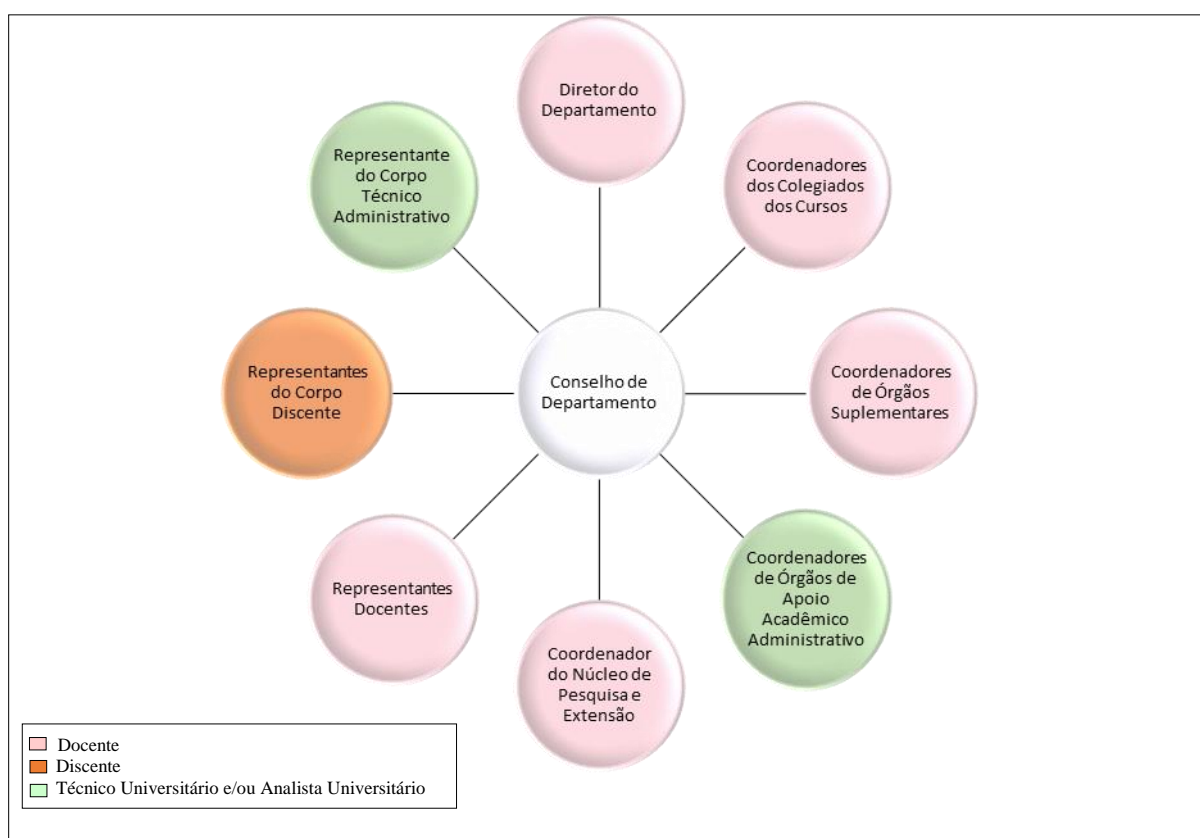 Diretor do
Departamento
Coordenadores
dos Colegiados
dos Cursos
Coordenadores
de Órgãos
Suplementares
Coordenadores
de Órgãos de
Apoio
Acadêmico
Administrativo
Coordenador
do Núcleo de
Pesquisa e
Extensão
Representantes
Docentes
Representantes
do Corpo
Discente
Representante
do Corpo
Técnico
Administrativo
Conselho de
Departamento
Docente
Discente
Técnico Universitário e/ou Analista Universitário